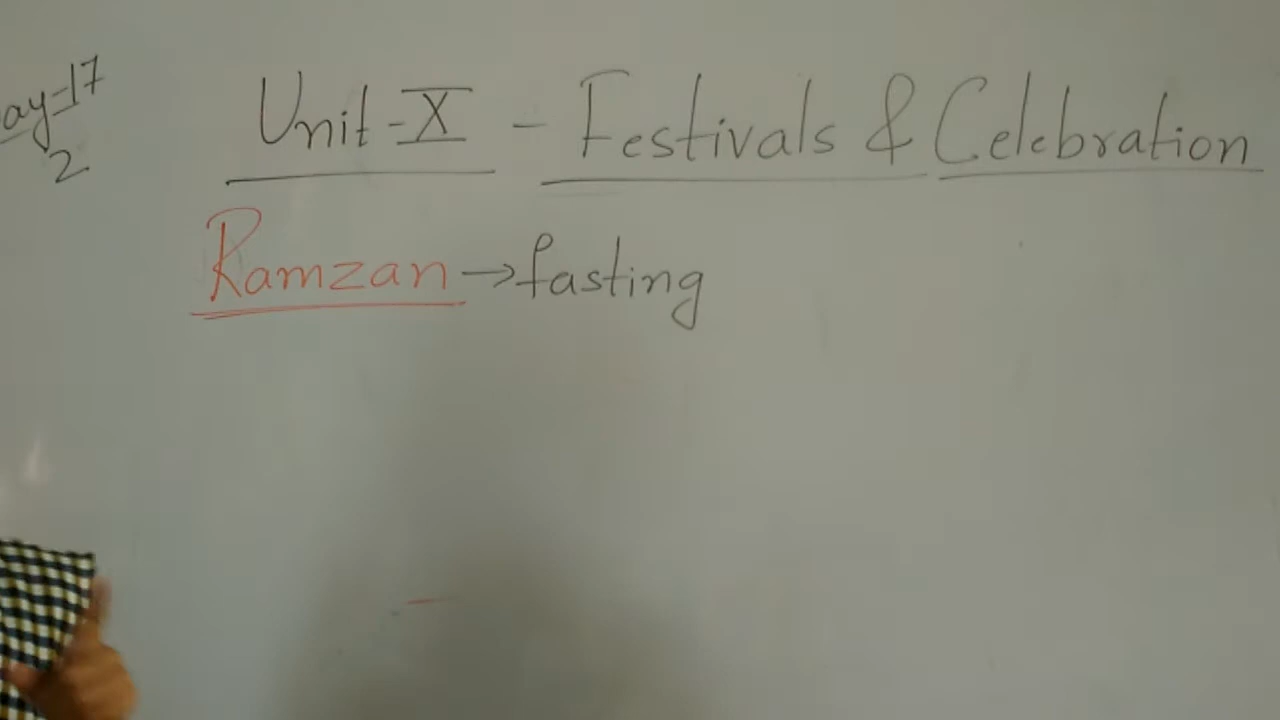 ay-17
2
Unit-X - Festivals & Celebration
Ramzan → fasting